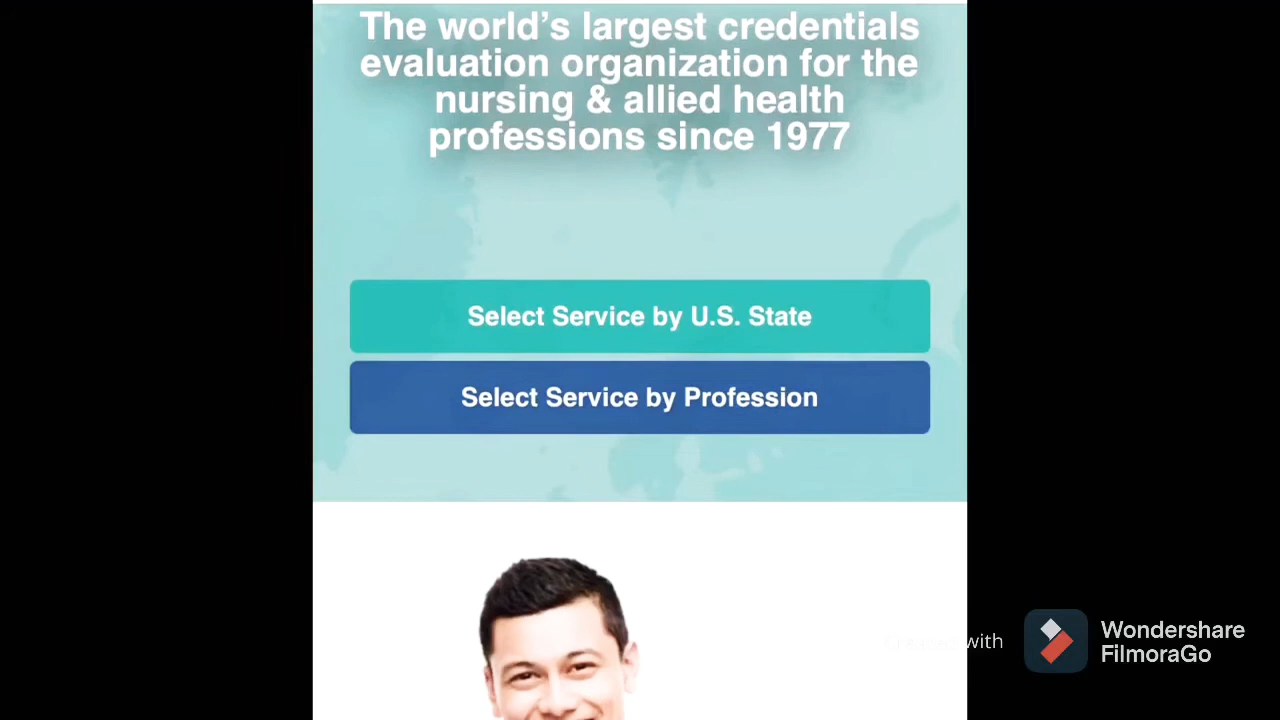 The world’s largest credentials
evaluation organization for the
nursing & allied health
professions since 1977
Select Service by U.S. State
Select Service by Profession
with
Wondershare
FilmoraGo